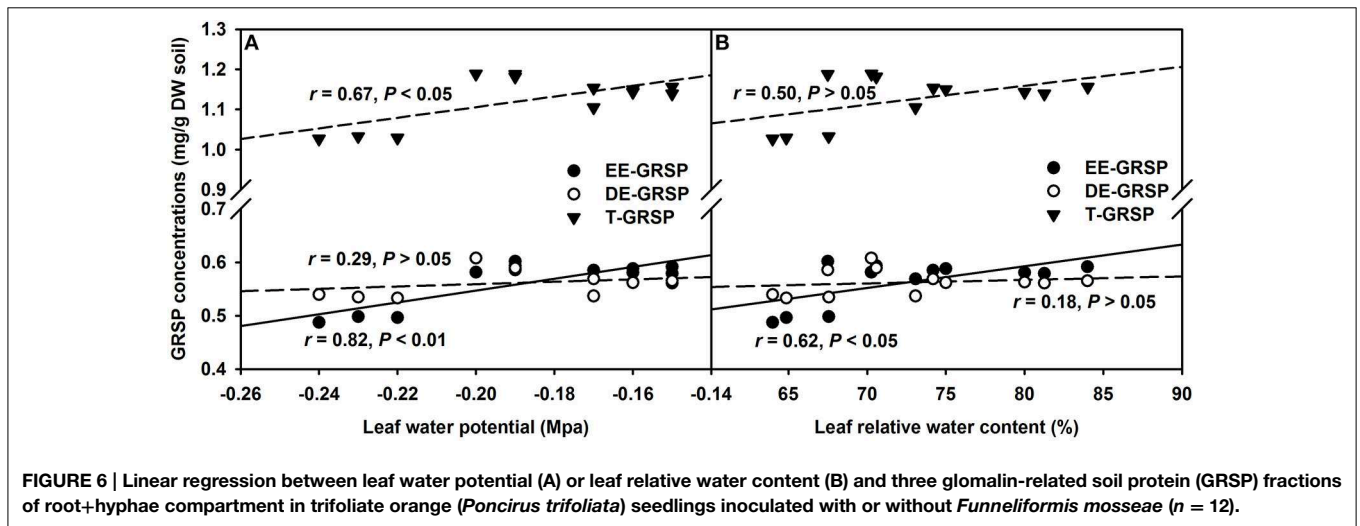 A
B
1.3
1.2
1.1
1.0
0.9
0.7
0.6
0.5
0.4
GRSP concentrations (mg/g DW soil)
r = 0.67, P < 0.05
EE-GRSP
DE-GRSP
T-GRSP
r = 0.29, P > 0.05
r = 0.82, P < 0.01
-0.26 -0.24 -0.22 -0.20 -0.18 -0.16 -0.14
Leaf water potential (Mpa)
r = 0.50, P > 0.05
EE-GRSP
DE-GRSP
T-GRSP
r = 0.18, P > 0.05
r = 0.62, P < 0.05
65 70 75 80 85 90
Leaf relative water content (%)
FIGURE 6 | Linear regression between leaf water potential (A) or leaf relative water content (B) and three glomalin-related soil protein (GRSP) fractions
of root+hyphae compartment in trifoliate orange (Poncirus trifoliata) seedlings inoculated with or without Funneliformis mosseae (n = 12).